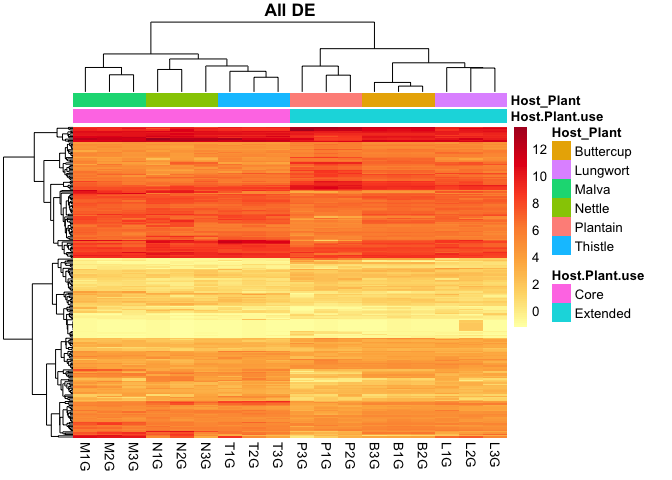 All DE
Host_Plant
Host.Plant.use
12
10
8
6
4
2
0
Host_Plant
Buttercup
Lungwort
Malva
Nettle
Plantain
Thistle
Host.Plant.use
Core
Extended
M1G M2G M3G N1G N2G N3G T1G T2G T3G P3G P1G P2G B3G B1G B2G L1G L2G L3G